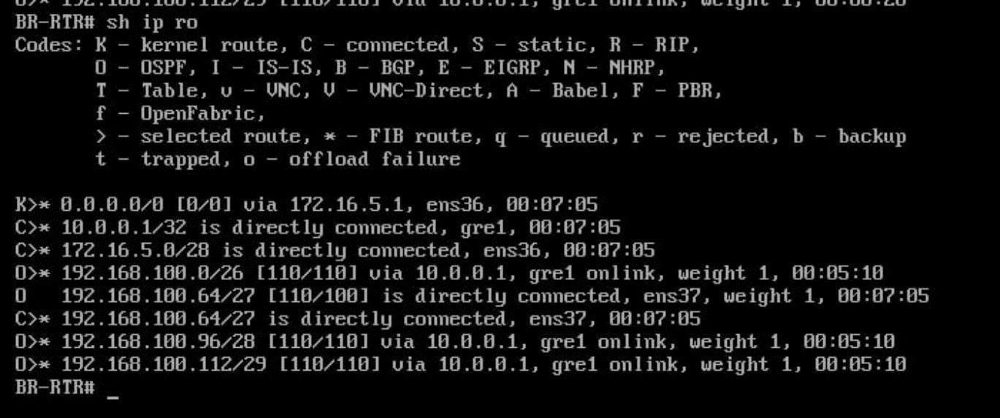 O>* 192.168.100.112/29 [110/110] via 10.0.0.1, gre1 onlink, weight 1, 00:00:20
BR-RTR# sh ip ro
Codes: K - kernel route, C - connected, S - static, R - RIP,
       O - OSPF, I - IS-IS, B - BGP, E - EIGRP, N - NHRP,
       T - Table, v - VNC, V - VNC-Direct, A - Babel, F - PBR,
       f - OpenFabric,
       > - selected route, * - FIB route, q - queued, r - rejected, b - backup
       t - trapped, o - offload failure

K>* 0.0.0.0/0 [0/0] via 172.16.5.1, ens36, 00:07:05
C>* 10.0.0.1/32 is directly connected, gre1, 00:07:05
C>* 172.16.5.0/28 is directly connected, ens36, 00:07:05
O>* 192.168.100.0/26 [110/110] via 10.0.0.1, gre1 onlink, weight 1, 00:05:10
O   192.168.100.64/27 [110/100] is directly connected, ens37, weight 1, 00:07:05
C>* 192.168.100.64/27 is directly connected, ens37, 00:07:05
O>* 192.168.100.96/28 [110/110] via 10.0.0.1, gre1 onlink, weight 1, 00:05:10
O>* 192.168.100.112/29 [110/110] via 10.0.0.1, gre1 onlink, weight 1, 00:05:10
BR-RTR# _